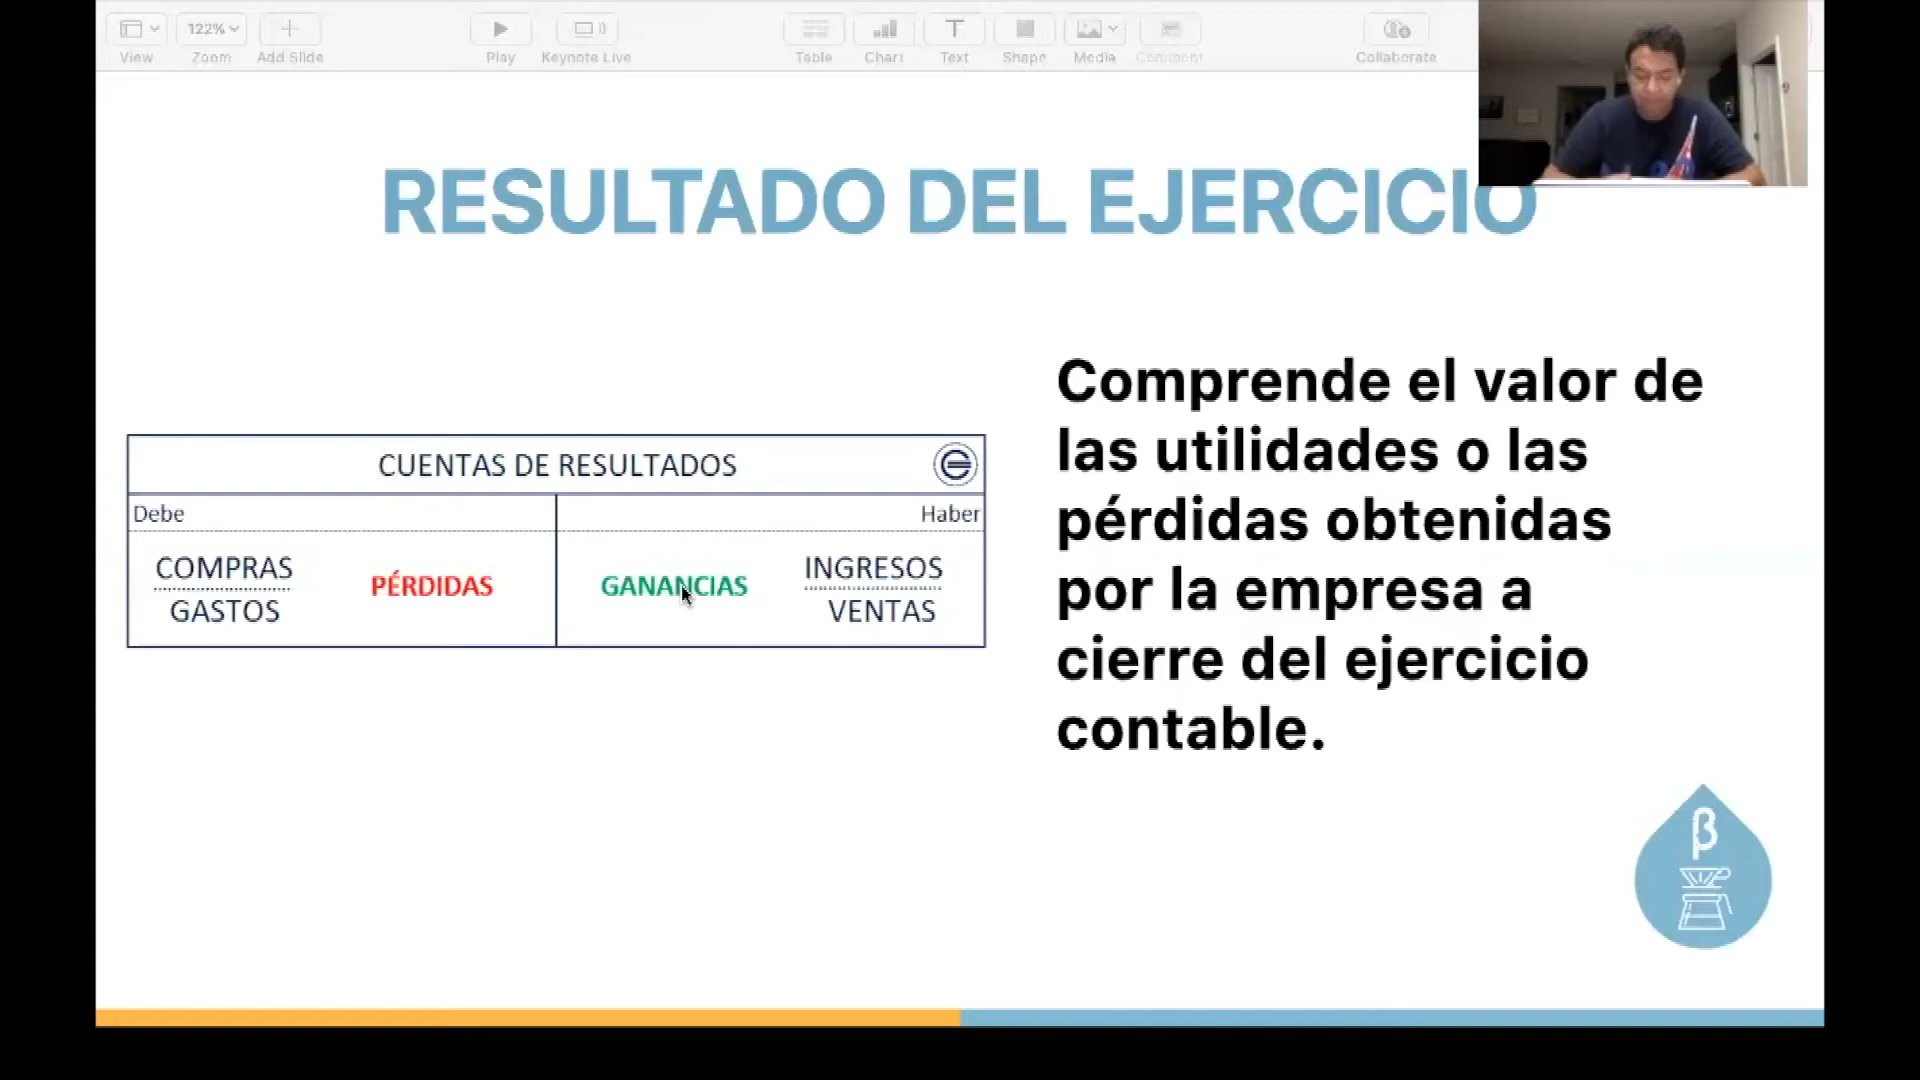 View
122%
Zoom
Add Slide
Play
Keynote Live
Table
Chart
Text
Shape
Media
Comment
Collaborate
RESULTADO DEL EJERCICIO
CUENTAS DE RESULTADOS
Debe
Haber
COMPRAS
GASTOS
PÉRDIDAS
GANANCIAS
INGRESOS
VENTAS
Comprende el valor de
las utilidades o las
pérdidas obtenidas
por la empresa a
cierre del ejercicio
contable.
β